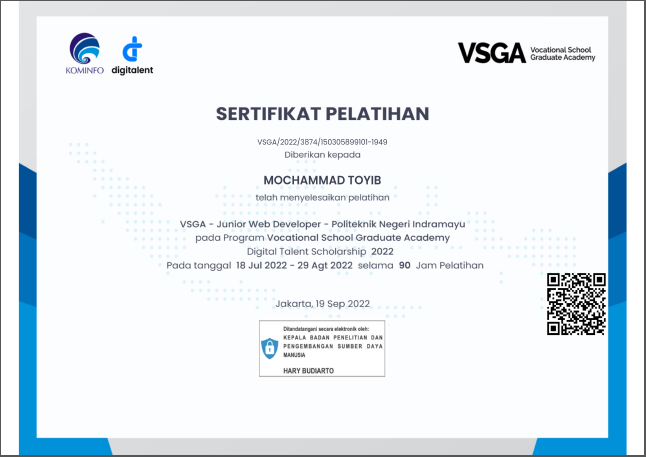 KOMINFO
digitalent
VSGA
Vocational School
Graduate Academy
SERTIFIKAT PELATIHAN
VSGA/2022/3874/150305899101-1949
Diberikan kepada
MOCHAMMAD TOYIB
telah menyelesaikan pelatihan
VSGA - Junior Web Developer - Politeknik Negeri Indramayu
pada Program Vocational School Graduate Academy
Digital Talent Scholarship 2022
Pada tanggal 18 Jul 2022 - 29 Agt 2022 selama 90 Jam Pelatihan
Jakarta, 19 Sep 2022
Ditandatangani secara elektronik oleh:
KEPALA BADAN PENELITIAN DAN
PENGEMBANGAN SUMBER DAYA
MANUSIA
HARY BUDIARTO